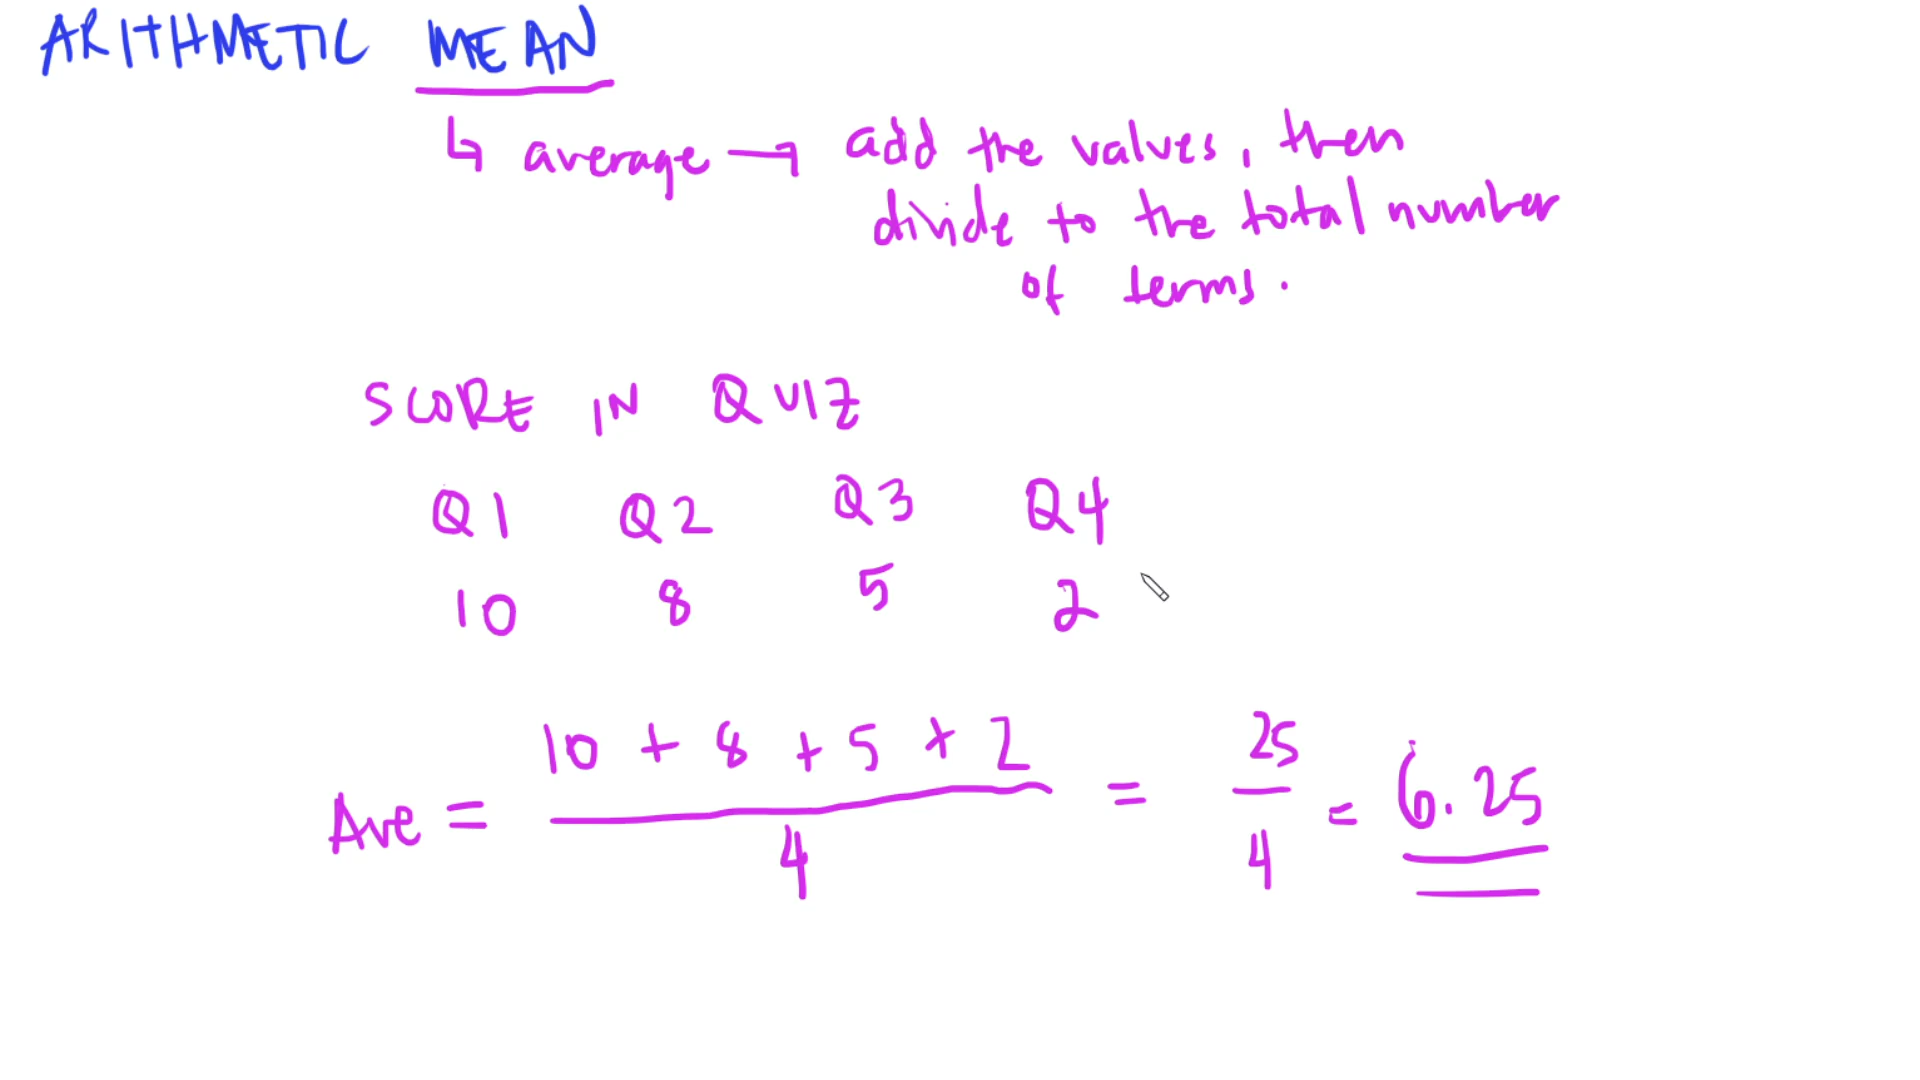 ARITHMETIC MEAN
↳ average → add the values, then
divide to the total number
of terms.
SCORE IN QUIZ
Q1 Q2 Q3 Q4
10 8 5 2
Ave = (10 + 8 + 5 + 2)/4 = 25/4 = 6.25